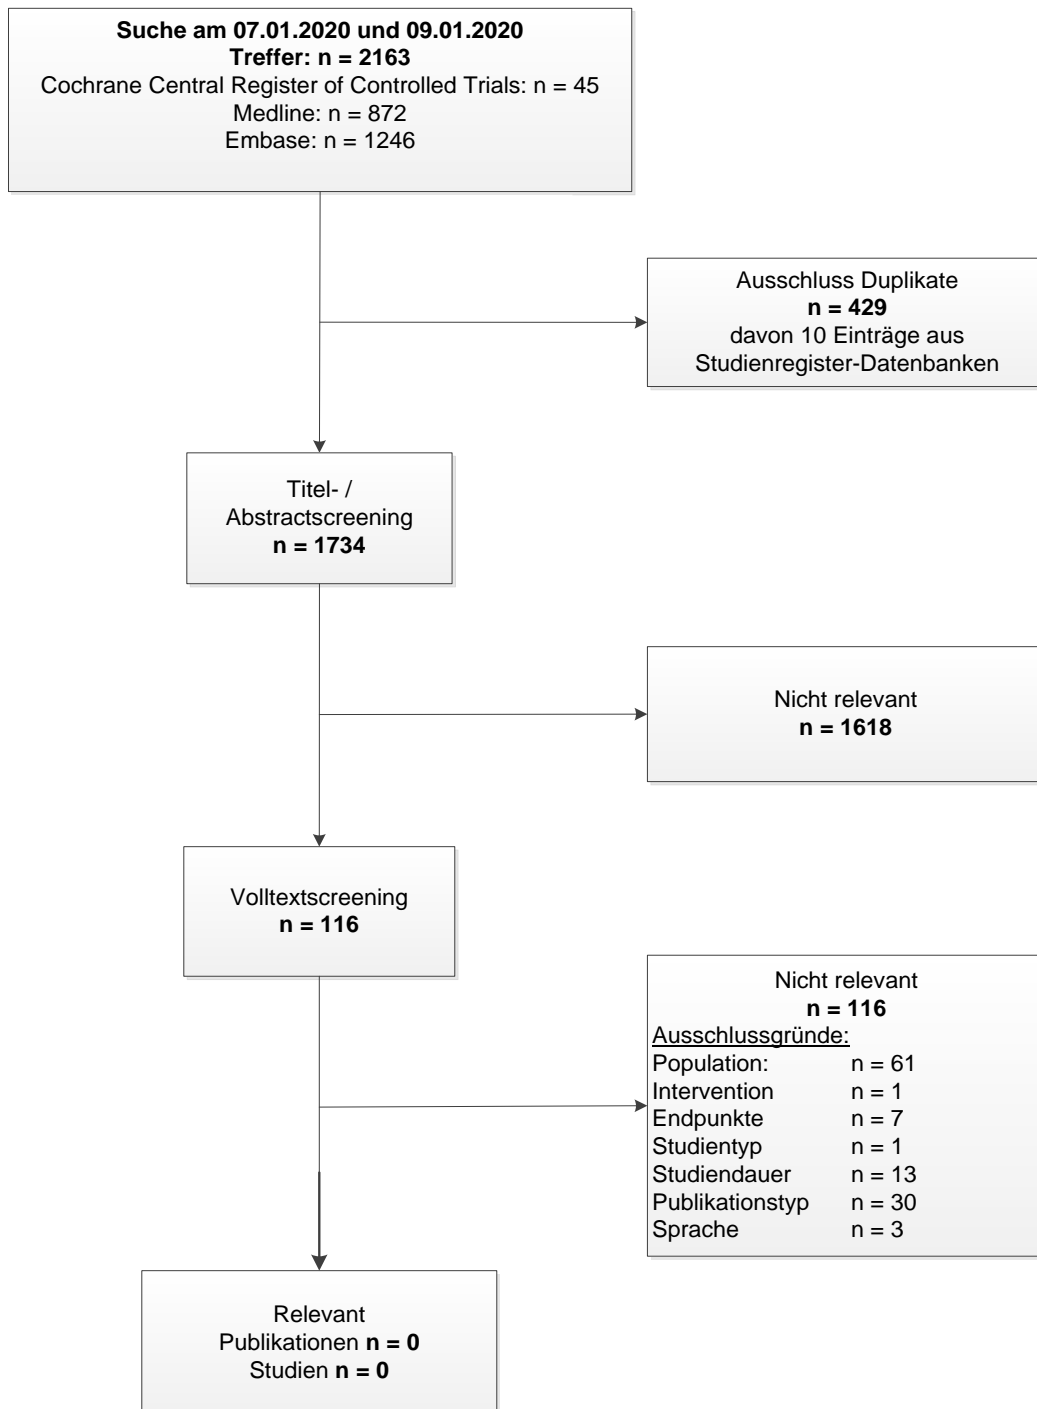 Suche am 07.01.2020 und 09.01.2020
Treffer: n = 2163
Cochrane Central Register of Controlled Trials: n = 45
Medline: n = 872
Embase: n = 1246
Ausschluss Duplikate
n = 429
davon 10 Einträge aus
Studienregister-Datenbanken
Titel- /
Abstractscreening
n = 1734
Nicht relevant
n = 1618
Volltextscreening
n = 116
Nicht relevant
n = 116
Ausschlussgründe:
Population: n = 61
Intervention n = 1
Endpunkte n = 7
Studientyp n = 1
Studiendauer n = 13
Publikationstyp n = 30
Sprache n = 3
Relevant
Publikationen n = 0
Studien n = 0